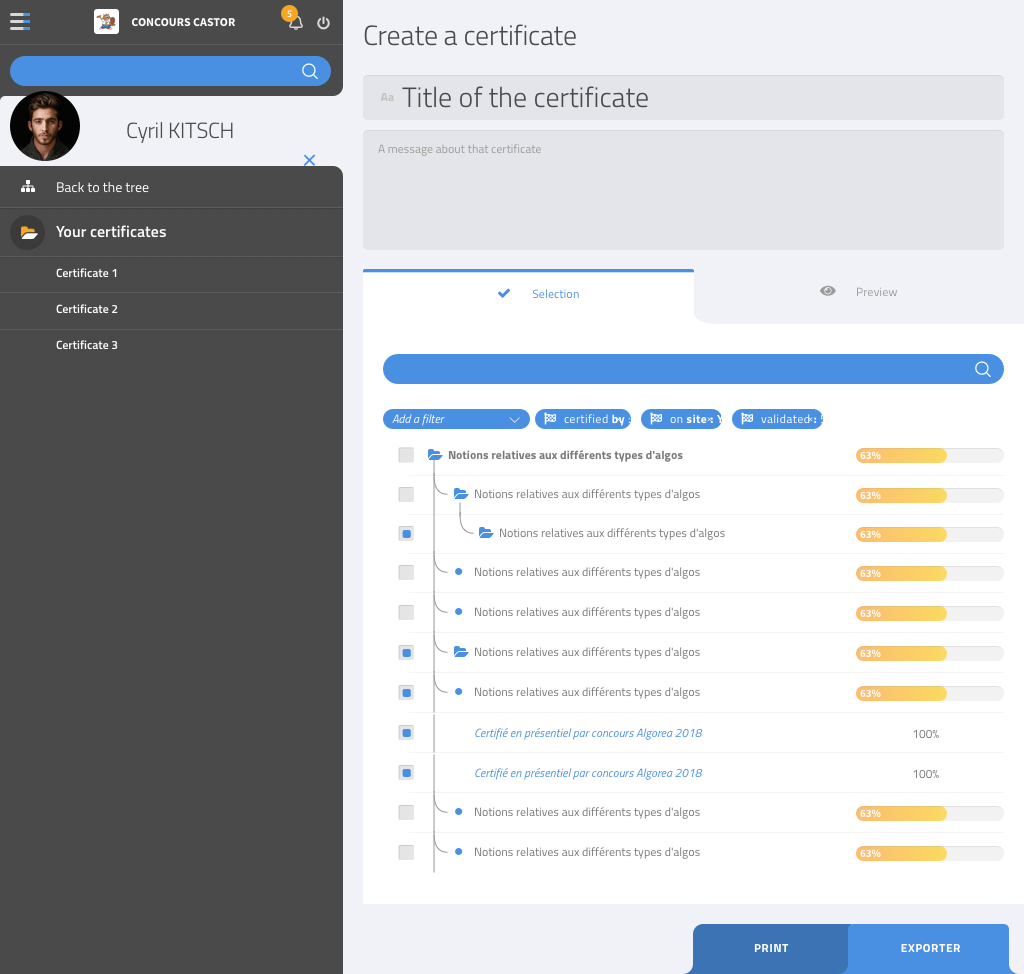 CONCOURS CASTOR
5
Cyril KITSCH
Back to the tree
Your certificates
Certificate 1
Certificate 2
Certificate 3
Create a certificate
Aa Title of the certificate
A message about that certificate
Selection
Preview
Add a filter
certified by :
on site :
validated :
Notions relatives aux différents types d'algos 63%
Notions relatives aux différents types d'algos 63%
Notions relatives aux différents types d'algos 63%
Notions relatives aux différents types d'algos 63%
Notions relatives aux différents types d'algos 63%
Notions relatives aux différents types d'algos 63%
Notions relatives aux différents types d'algos 63%
Certifié en présentiel par concours Algorea 2018 100%
Certifié en présentiel par concours Algorea 2018 100%
Notions relatives aux différents types d'algos 63%
Notions relatives aux différents types d'algos 63%
PRINT
EXPORTER